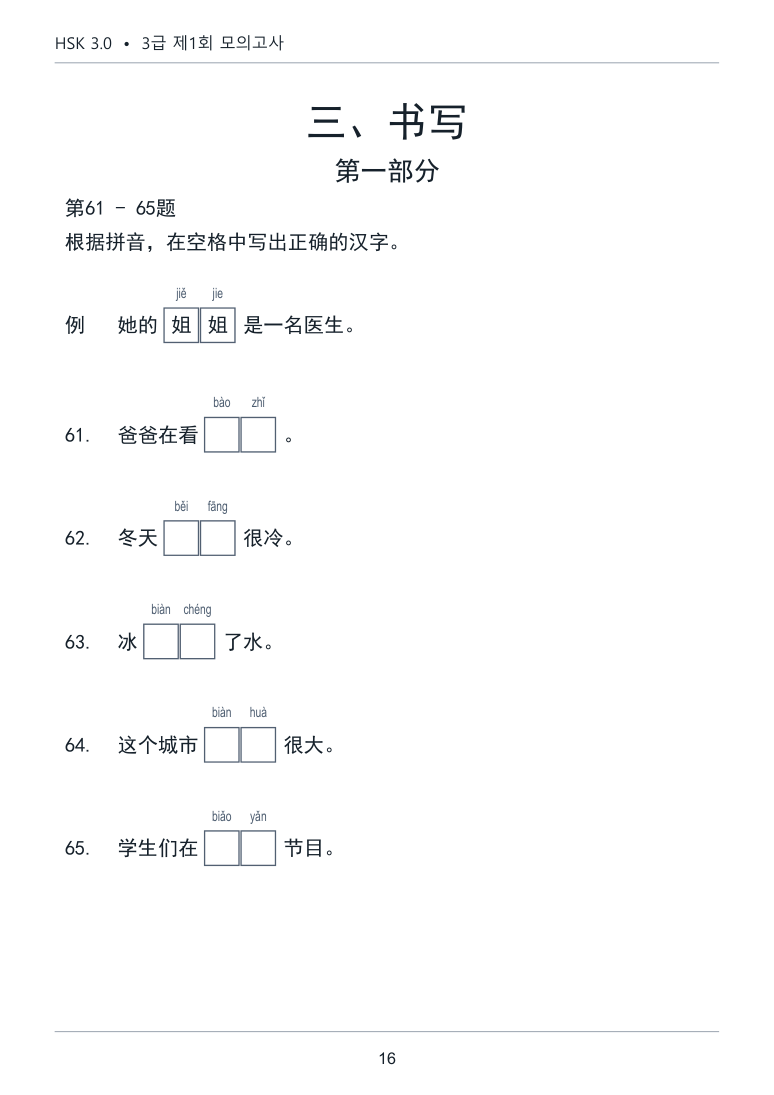 HSK 3.0 • 3급 제1회 모의고사
三、书写
第一部分
第61 – 65题
根据拼音，在空格中写出正确的汉字。
jiě jie
例 她的 姐 姐 是一名医生。
bào zhǐ
61. 爸爸在看 。
běi fāng
62. 冬天 很冷。
biàn chéng
63. 冰 了水。
biàn huà
64. 这个城市 很大。
biǎo yǎn
65. 学生们在 节目。
16